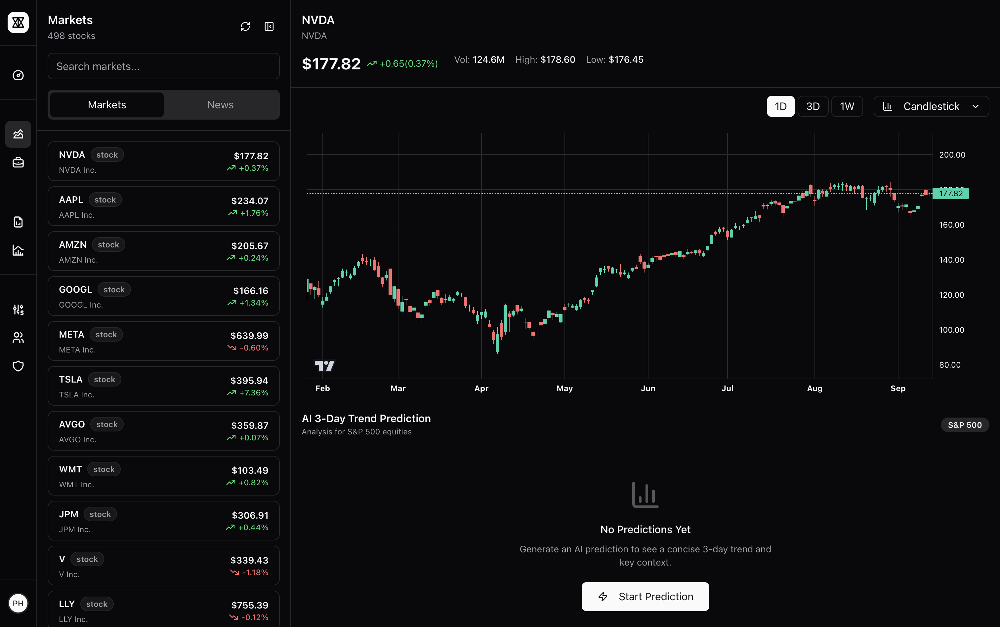 Markets
498 stocks
Search markets...
Markets
News
NVDA stock
$177.82
NVDA Inc.
+0.37%
AAPL stock
$234.07
AAPL Inc.
+1.76%
AMZN stock
$205.67
AMZN Inc.
+0.24%
GOOGL stock
$166.16
GOOGL Inc.
+1.34%
META stock
$639.99
META Inc.
-0.60%
TSLA stock
$395.94
TSLA Inc.
+7.36%
AVGO stock
$359.87
AVGO Inc.
+0.07%
WMT stock
$103.49
WMT Inc.
+0.82%
JPM stock
$306.91
JPM Inc.
+0.44%
V stock
$339.43
V Inc.
-1.18%
LLY stock
$755.39
LLY Inc.
-0.12%
PH
NVDA
NVDA
$177.82 +0.65(0.37%) Vol: 124.6M High: $178.60 Low: $176.45
1D 3D 1W Candlestick
200.00
177.82
160.00
140.00
120.00
100.00
80.00
Feb Mar Apr May Jun Jul Aug Sep
AI 3-Day Trend Prediction
Analysis for S&P 500 equities
S&P 500
No Predictions Yet
Generate an AI prediction to see a concise 3-day trend and
key context.
Start Prediction